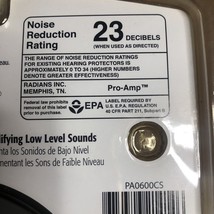 Noise
Reduction
Rating
23 DECIBELS
(WHEN USED AS DIRECTED)
THE RANGE OF NOISE REDUCTION RATINGS
FOR EXISTING HEARING PROTECTORS IS
APPROXIMATELY 0 TO 34 (HIGHER NUMBERS
DENOTE GREATER EFFECTIVENESS)
RADIANS INC.
MEMPHIS, TN.
Pro-Amp™
Federal law prohibits
removal of this label
prior to purchase
EPA
LABEL REQUIRED BY
U.S. E.P.A. REGULATION
40 CFR PART 211, Subpart B
lifying Low Level Sounds
nta los Sonidos de Bajo Nivel
mentant les Sons de Faible Niveau
PA0600CS